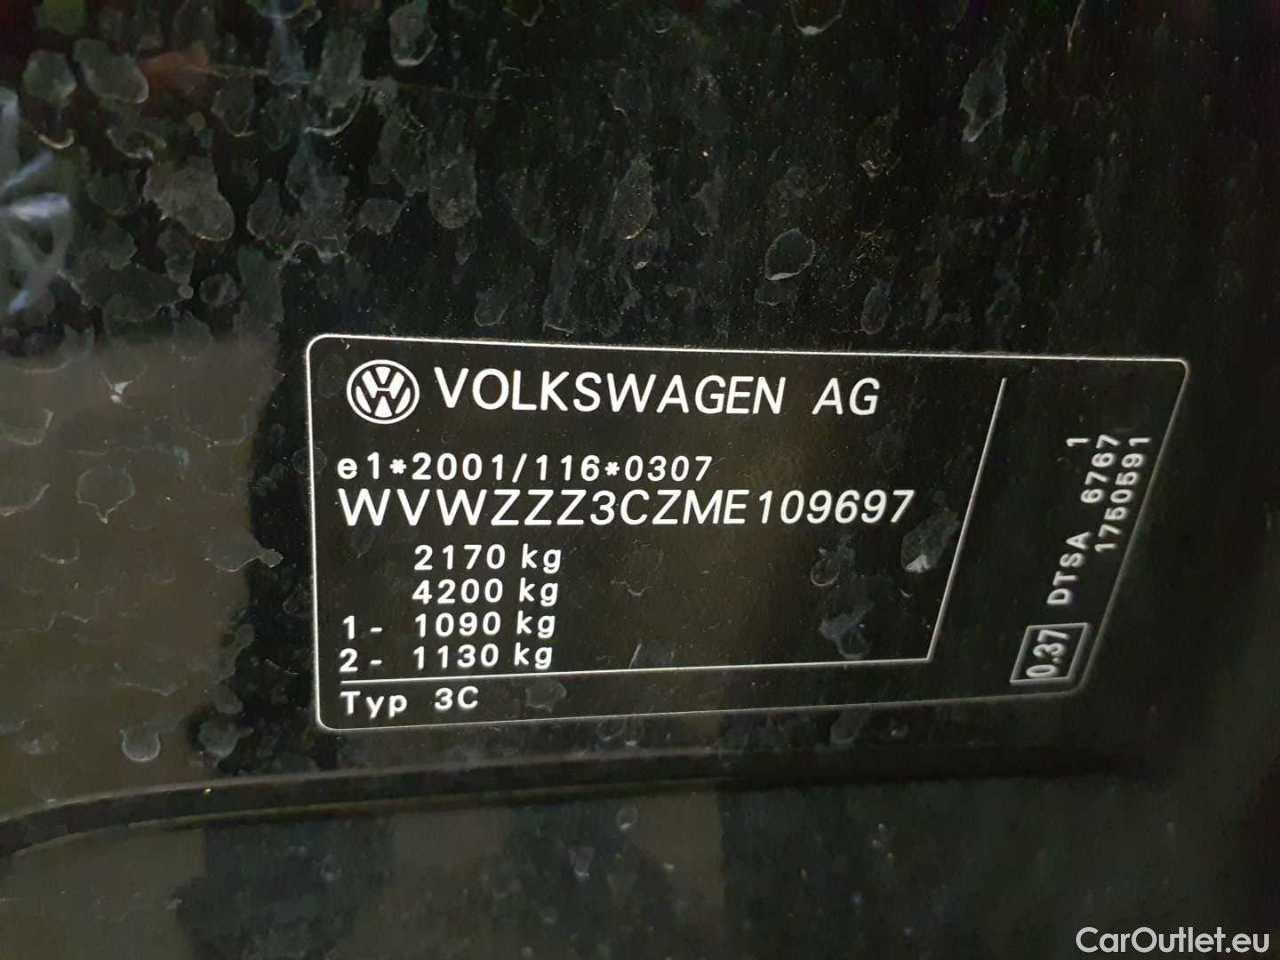 VOLKSWAGEN AG
e1*2001/116*0307
WVWZZZ3CZME109697
2170 kg
4200 kg
1- 1090 kg
2- 1130 kg
Typ 3C
1
DTSA 6767
0.37 1750591
CarOutlet.eu